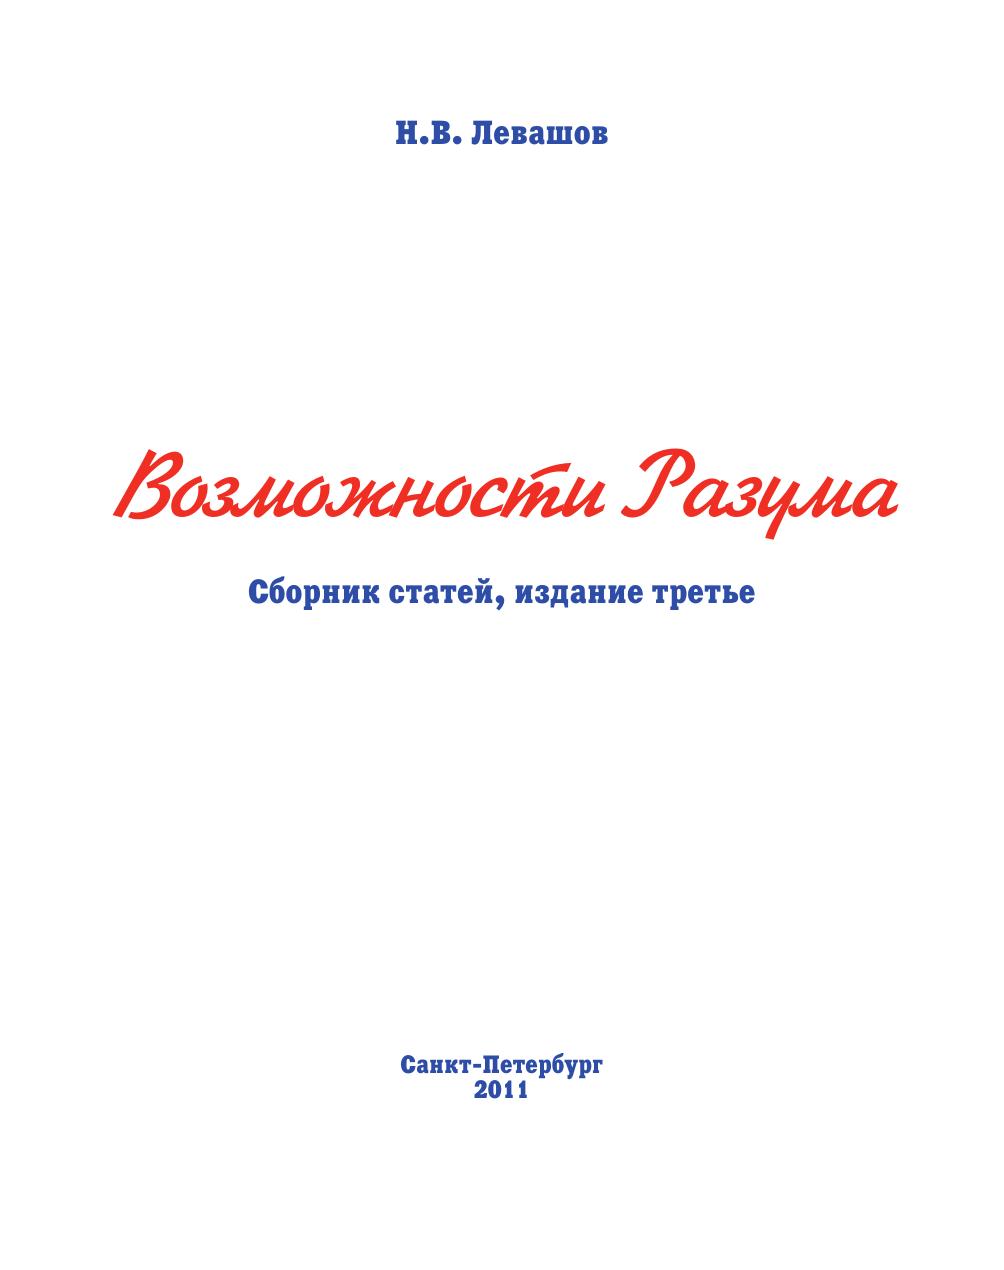 Н.В. Левашов
Возможности Разума
Сборник статей, издание третье
Санкт-Петербург
2011